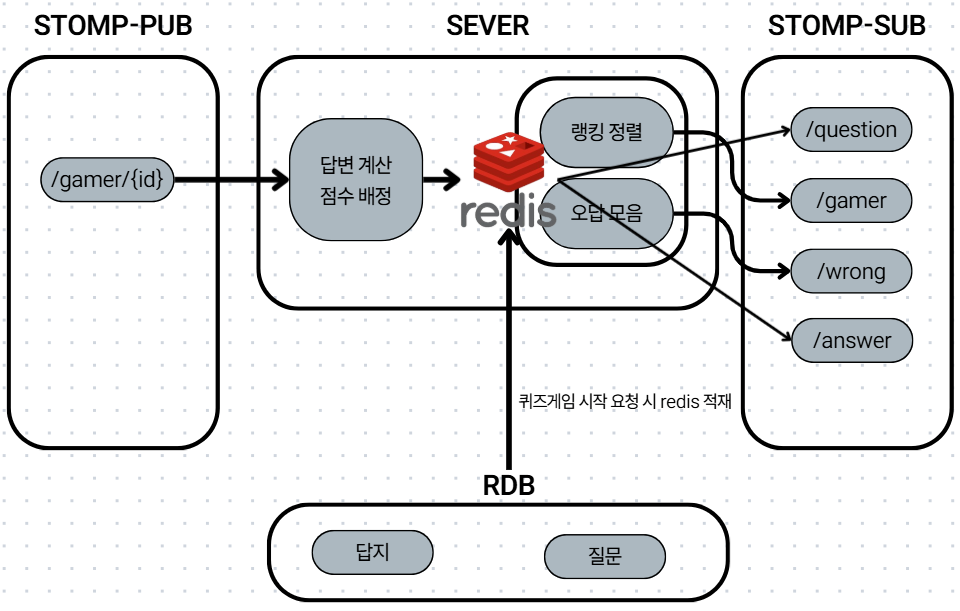 STOMP-PUB
SEVER
STOMP-SUB
/gamer/{id}
답변 계산
점수 배정
redis
랭킹 정렬
오답 모음
/question
/gamer
/wrong
/answer
퀴즈게임 시작 요청 시 redis 적재
RDB
답지
질문